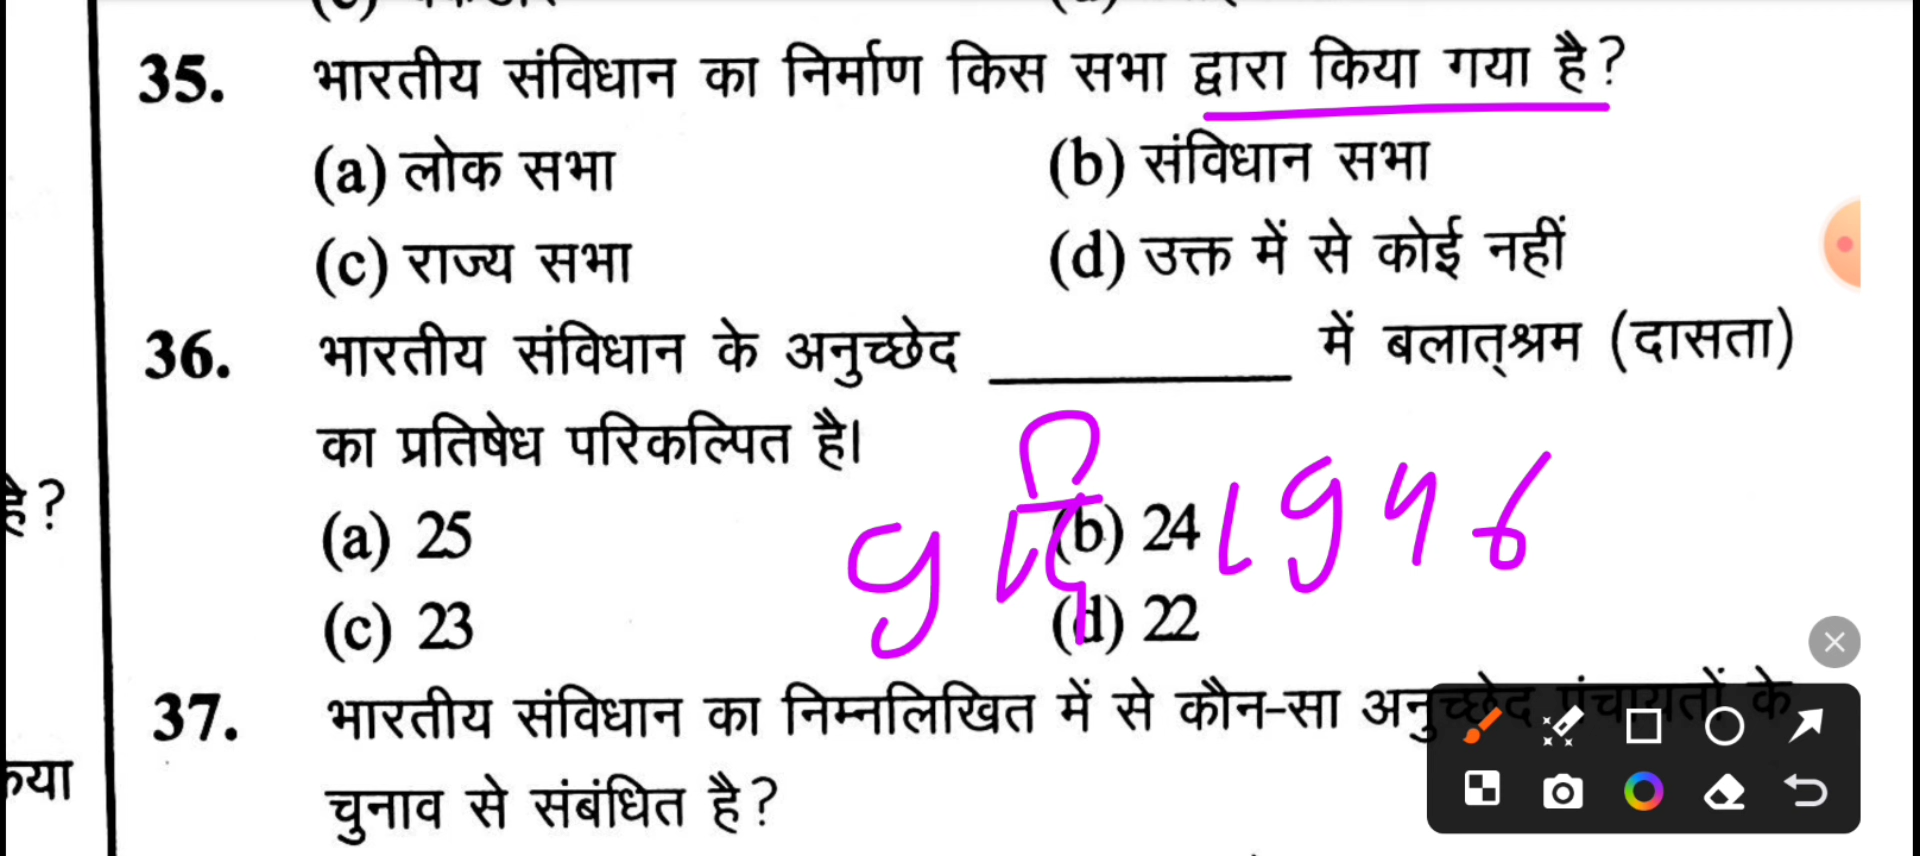 35. भारतीय संविधान का निर्माण किस सभा द्वारा किया गया है?
(a) लोक सभा (b) संविधान सभा
(c) राज्य सभा (d) उक्त में से कोई नहीं
36. भारतीय संविधान के अनुच्छेद __________ में बलात्श्रम (दासता)
का प्रतिषेध परिकल्पित है।
है?
(a) 25 (b) 24
1946
(c) 23 (d) 22
37. भारतीय संविधान का निम्नलिखित में से कौन-सा अनुच्छेद पंचायतों के
चुनाव से संबंधित है?